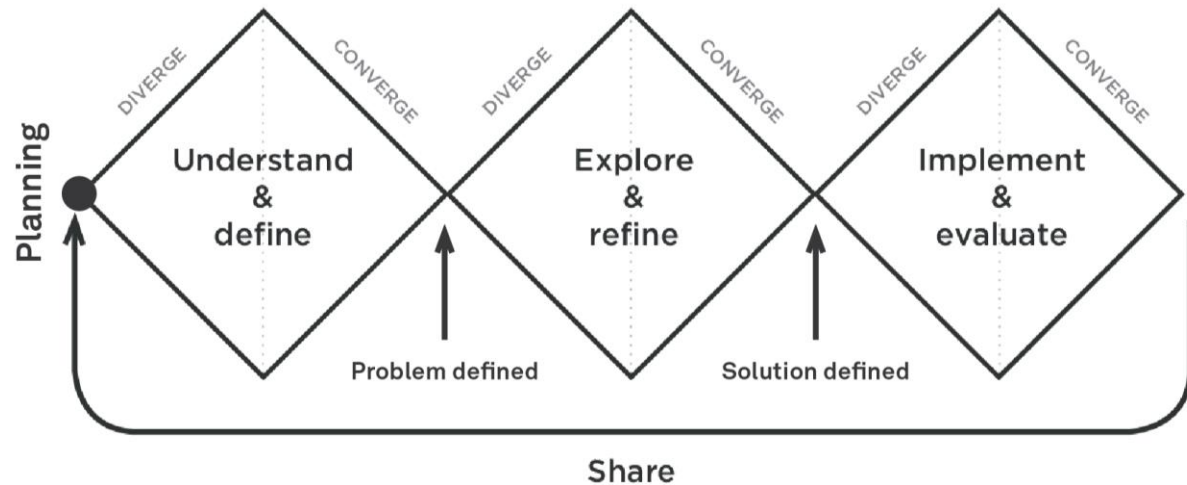 DIVERGE
CONVERGE
DIVERGE
CONVERGE
DIVERGE
CONVERGE
Planning
Understand
&
define
Explore
&
refine
Implement
&
evaluate
Problem defined
Solution defined
Share